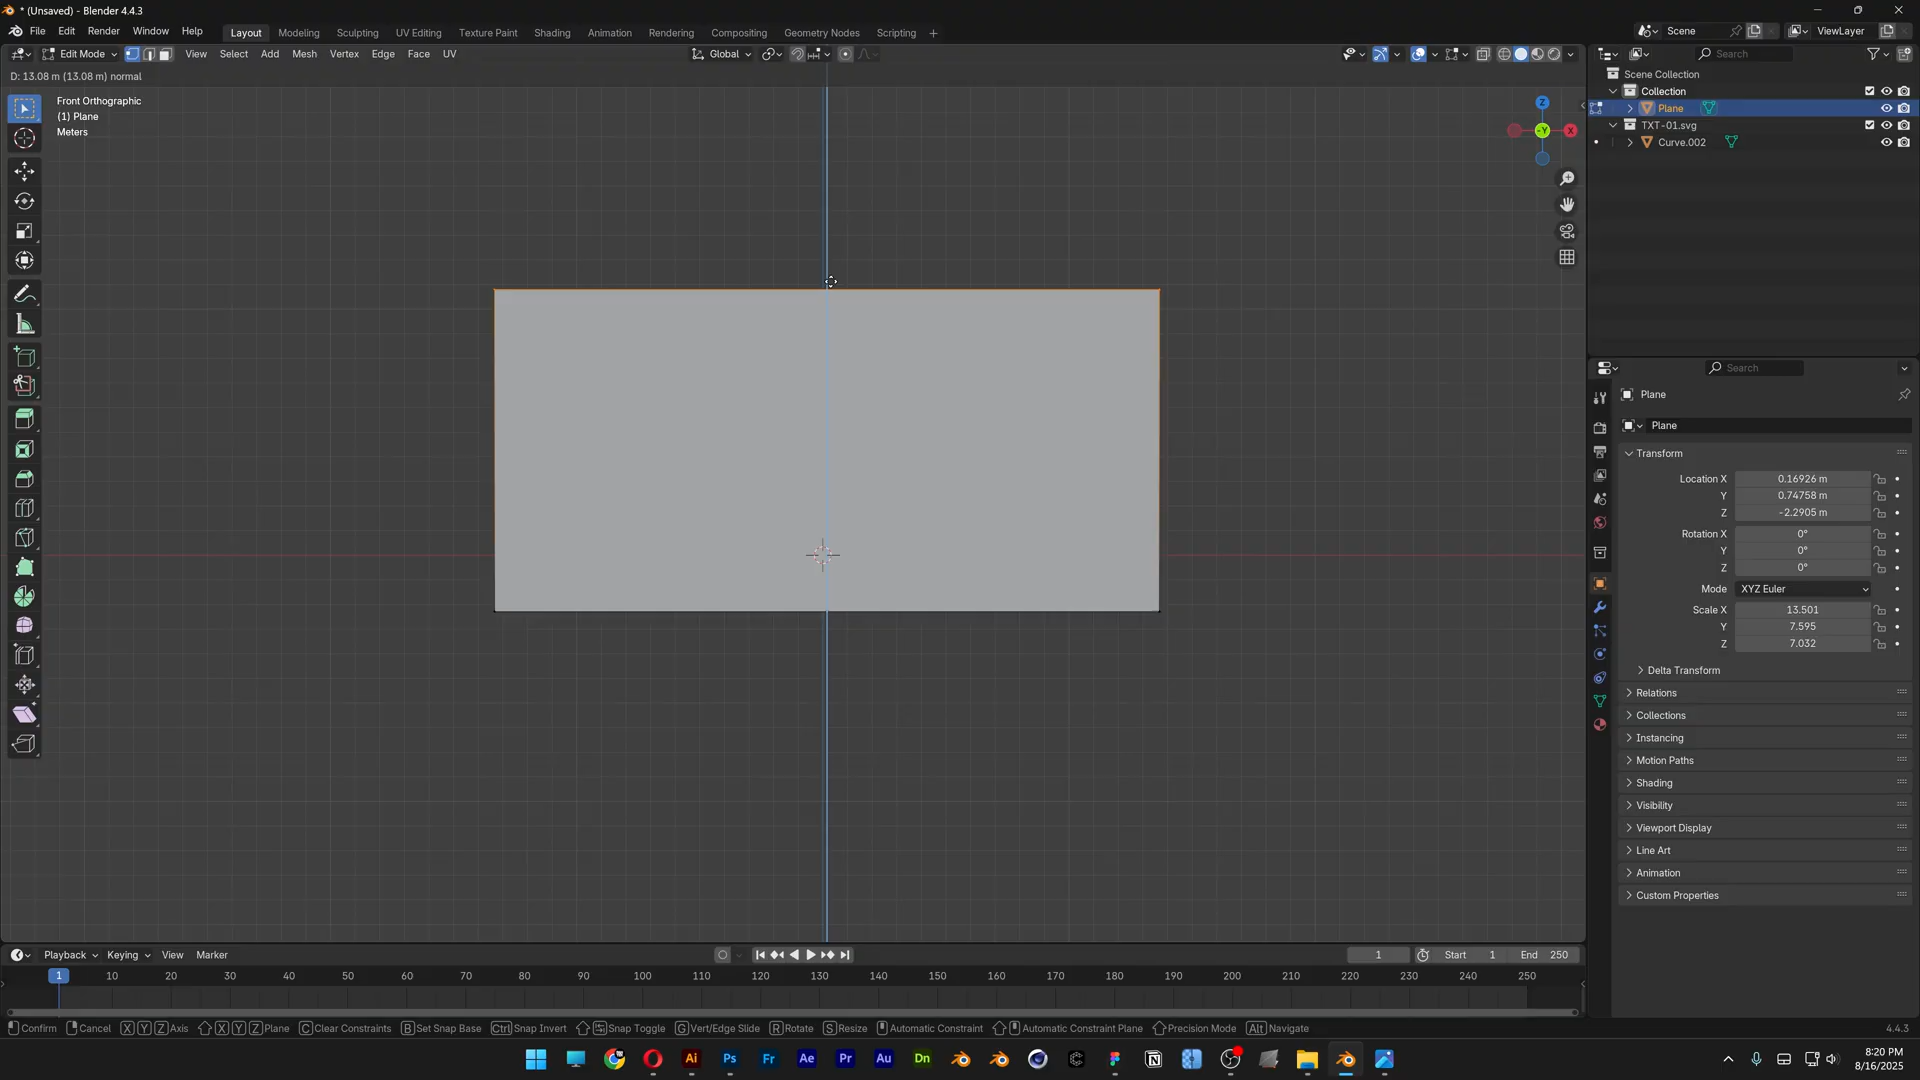 * (Unsaved) - Blender 4.4.3
File Edit Render Window Help
Layout Modeling Sculpting UV Editing Texture Paint Shading Animation Rendering Compositing Geometry Nodes Scripting +
Scene ViewLayer
Edit Mode View Select Add Mesh Vertex Edge Face UV
Global
Search
D: 13.08 m (13.08 m) normal
Front Orthographic
(1) Plane
Meters
Z
-Y
X
Scene Collection
Collection
Plane
TXT-01.svg
Curve.002
Search
Plane
Plane
Transform
Location X 0.16926 m
Y 0.74758 m
Z -2.2905 m
Rotation X 0°
Y 0°
Z 0°
Mode XYZ Euler
Scale X 13.501
Y 7.595
Z 7.032
Delta Transform
Relations
Collections
Instancing
Motion Paths
Shading
Visibility
Viewport Display
Line Art
Animation
Custom Properties
Playback Keying View Marker
1 Start 1 End 250
1 10 20 30 40 50 60 70 80 90 100 110 120 130 140 150 160 170 180 190 200 210 220 230 240 250
Confirm Cancel X Y Z Axis X Y Z Plane C Clear Constraints B Set Snap Base Ctrl Snap Invert Snap Toggle G Vert/Edge Slide R Rotate S Resize Automatic Constraint Automatic Constraint Plane Precision Mode Alt Navigate
4.4.3
Ai Ps Fr Ae Pr Au Dn
8:20 PM
8/16/2025